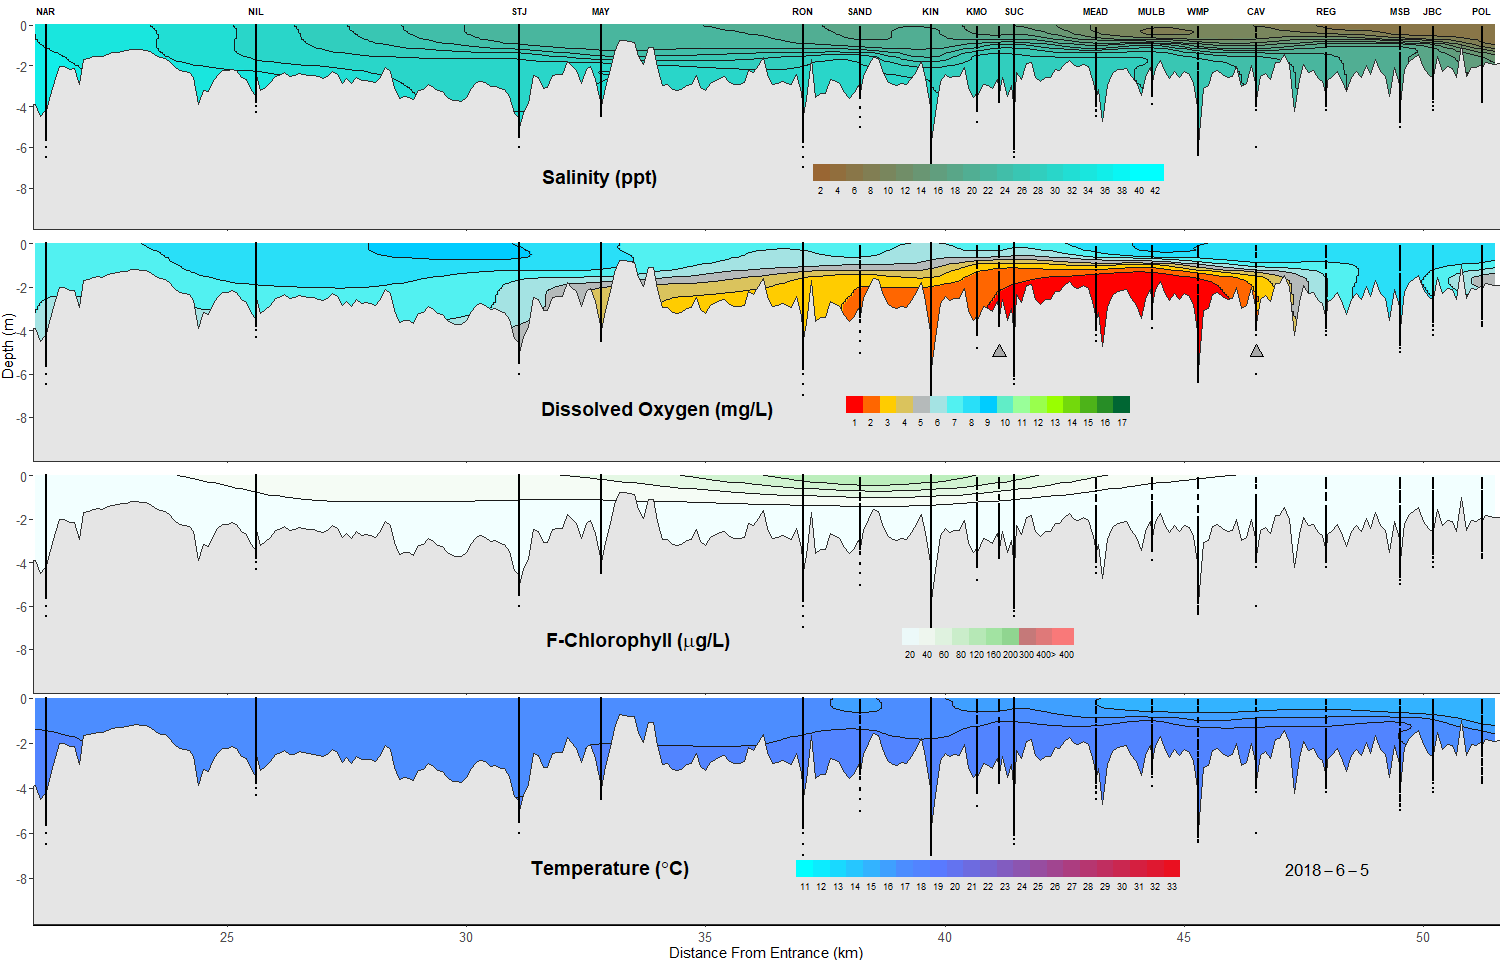 NAR NIL STJ MAY RON SAND KIN KMO SUC MEAD MULB WMP CAV REG MSB JBC POL
0
-2
-4
-6
-8
Salinity (ppt)
2 4 6 8 10 12 14 16 18 20 22 24 26 28 30 32 34 36 38 40 42
0
-2
-4
-6
-8
Depth (m)
Dissolved Oxygen (mg/L)
1 2 3 4 5 6 7 8 9 10 11 12 13 14 15 16 17
0
-2
-4
-6
-8
F-Chlorophyll (μg/L)
20 40 60 80 120 160 200 300 400> 400
0
-2
-4
-6
-8
Temperature (°C)
11 12 13 14 15 16 17 18 19 20 21 22 23 24 25 26 27 28 29 30 31 32 33
2018-6-5
25 30 35 40 45 50
Distance From Entrance (km)